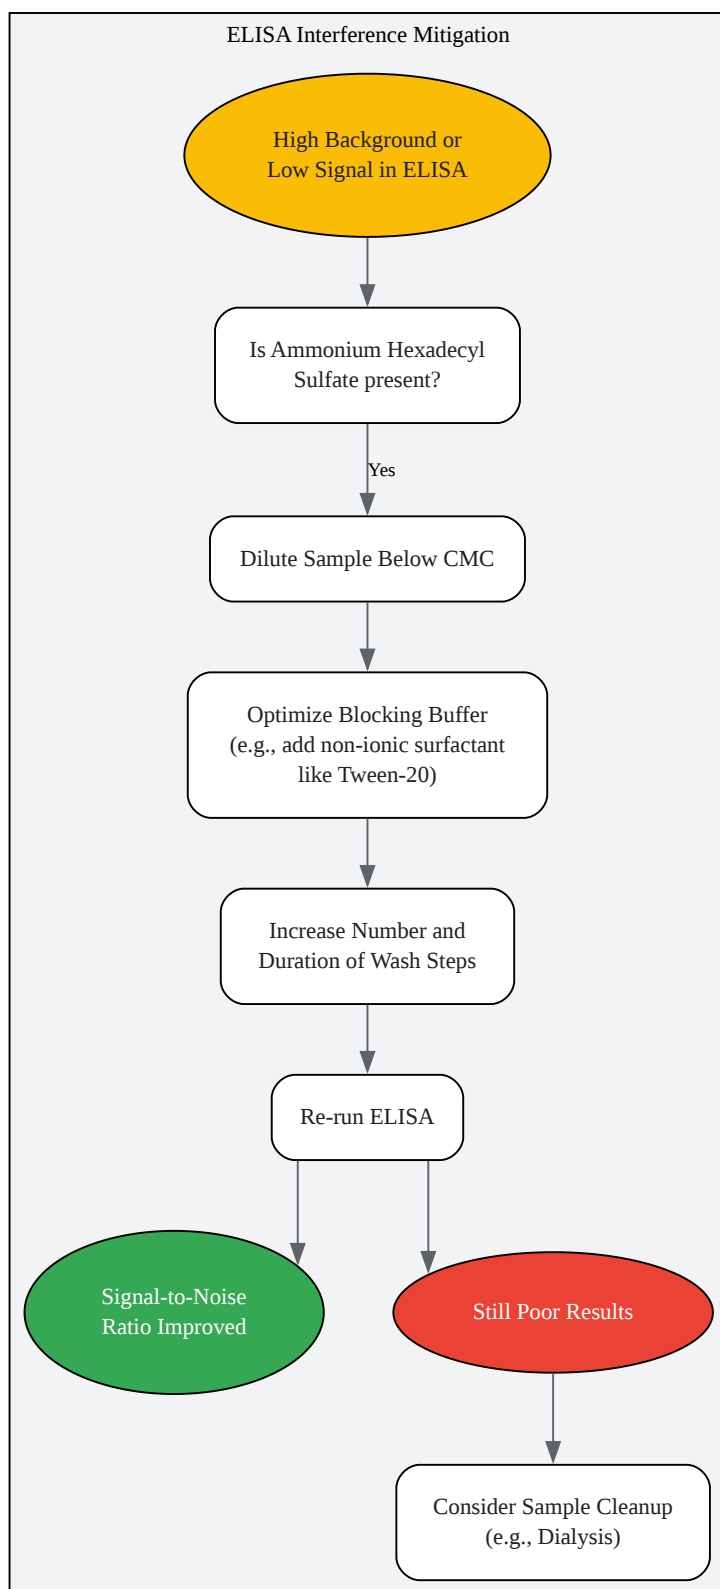 ELISA Interference Mitigation
High Background or
Low Signal in ELISA
Is Ammonium Hexadecyl
Sulfate present?
Yes
Dilute Sample Below CMC
Optimize Blocking Buffer
(e.g., add non-ionic surfactant
like Tween-20)
Increase Number and
Duration of Wash Steps
Re-run ELISA
Signal-to-Noise
Ratio Improved
Still Poor Results
Consider Sample Cleanup
(e.g., Dialysis)